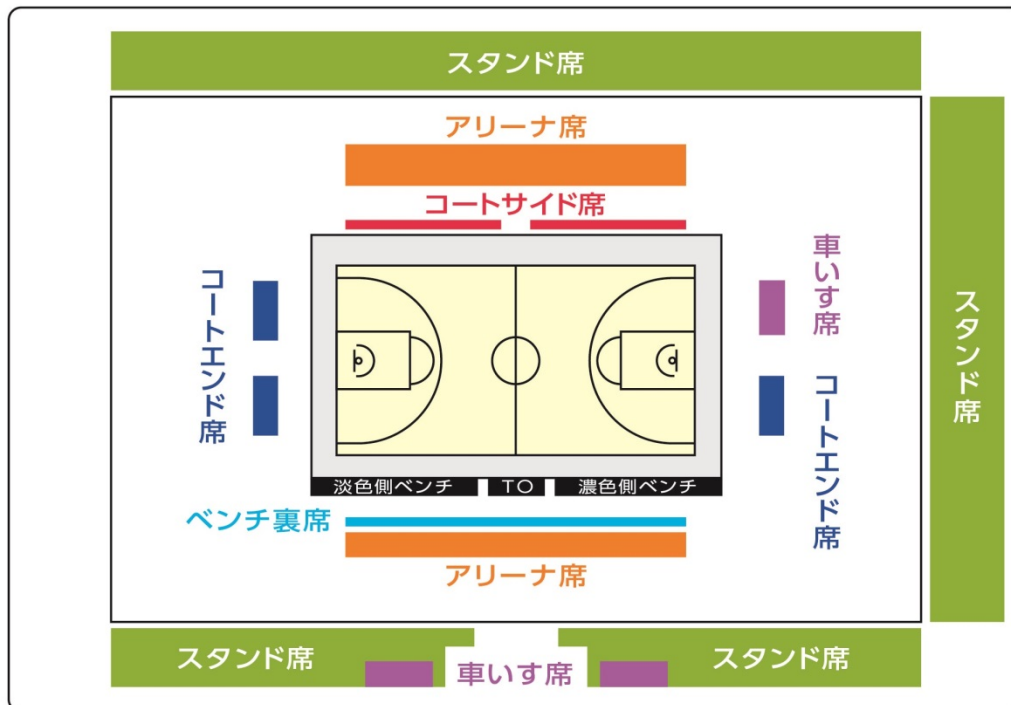 スタンド席
アリーナ席
コートサイド席
コートエンド席
車いす席
コートエンド席
スタンド席
淡色側ベンチ
TO
濃色側ベンチ
ベンチ裏席
アリーナ席
スタンド席
車いす席
スタンド席